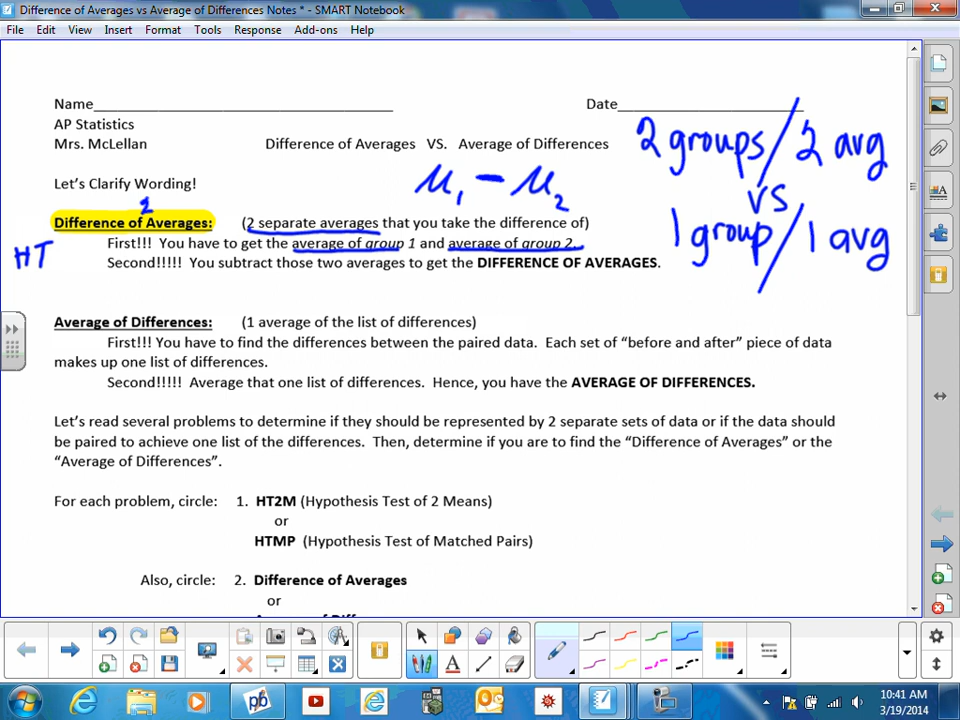 Difference of Averages vs Average of Differences Notes * - SMART Notebook
File Edit View Insert Format Tools Response Add-ons Help
Name Date
AP Statistics
Mrs. McLellan Difference of Averages VS. Average of Differences
2 groups / 2 avg
VS
1 group / 1 avg
Let's Clarify Wording!
μ₁ - μ₂
2
Difference of Averages: (2 separate averages that you take the difference of)
First!!! You have to get the average of group 1 and average of group 2.
HT
Second!!!!! You subtract those two averages to get the DIFFERENCE OF AVERAGES.
Average of Differences: (1 average of the list of differences)
First!!! You have to find the differences between the paired data. Each set of "before and after" piece of data
makes up one list of differences.
Second!!!!! Average that one list of differences. Hence, you have the AVERAGE OF DIFFERENCES.
Let's read several problems to determine if they should be represented by 2 separate sets of data or if the data should
be paired to achieve one list of the differences. Then, determine if you are to find the "Difference of Averages" or the
"Average of Differences".
For each problem, circle: 1. HT2M (Hypothesis Test of 2 Means)
or
HTMP (Hypothesis Test of Matched Pairs)
Also, circle: 2. Difference of Averages
or
10:41 AM
3/19/2014